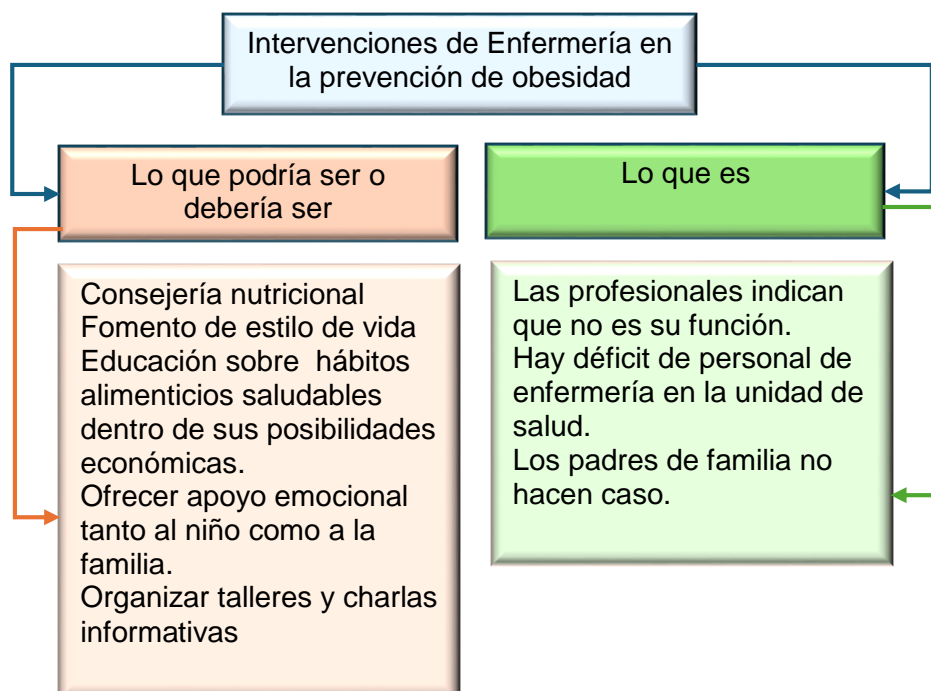 Intervenciones de Enfermería en
la prevención de obesidad
Lo que podría ser o
debería ser
Lo que es
Consejería nutricional
Fomento de estilo de vida
Educación sobre  hábitos
alimenticios saludables
dentro de sus posibilidades
económicas.
Ofrecer apoyo emocional
tanto al niño como a la
familia.
Organizar talleres y charlas
informativas
Las profesionales indican
que no es su función.
Hay déficit de personal de
enfermería en la unidad de
salud.
Los padres de familia no
hacen caso.